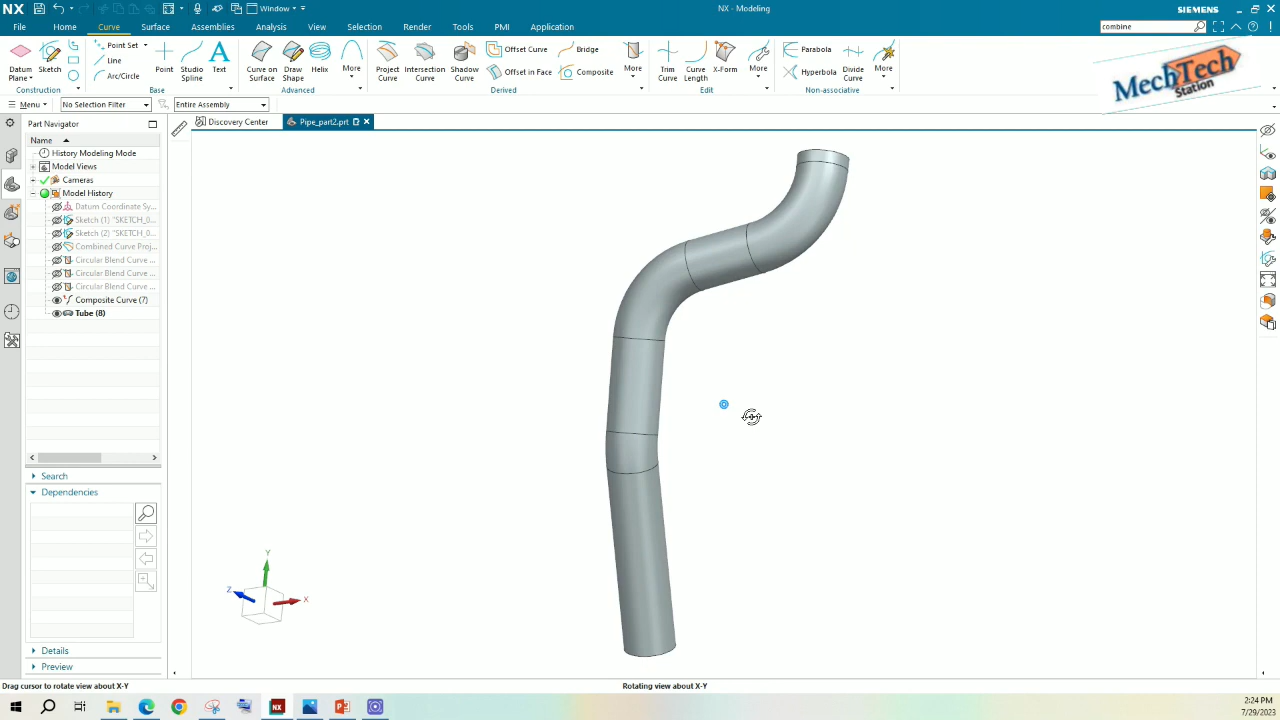 NX
Window
NX - Modeling
SIEMENS
File
Home
Curve
Surface
Assemblies
Analysis
View
Selection
Render
Tools
PMI
Application
combine
Datum Plane
Sketch
Point Set
Line
Arc/Circle
Point
Studio Spline
Text
Curve on Surface
Draw Shape
Helix
More
Project Curve
Intersection Curve
Shadow Curve
Offset Curve
Offset in Face
Bridge
Composite
More
Trim Curve
Curve Length
X-Form
More
Parabola
Hyperbola
Divide Curve
More
Construction
Base
Advanced
Derived
Edit
Non-associative
MechTech
Station
Menu
No Selection Filter
Entire Assembly
Part Navigator
Discovery Center
Pipe_part2.prt
Name
History Modeling Mode
Model Views
Cameras
Model History
Datum Coordinate Sy...
Sketch (1) "SKETCH_0...
Sketch (2) "SKETCH_0...
Combined Curve Proj...
Circular Blend Curve ...
Circular Blend Curve ...
Circular Blend Curve ...
Composite Curve (7)
Tube (8)
Search
Dependencies
Details
Preview
Y
Z
X
Drag cursor to rotate view about X-Y
Rotating view about X-Y
NX
2:24 PM
7/29/2023